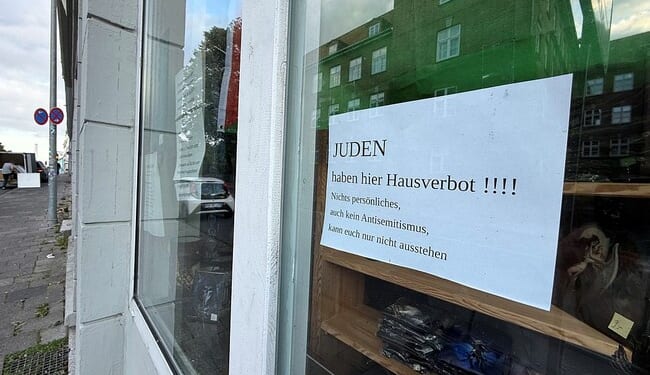 JUDEN
haben hier Hausverbot !!!!
Nichts persönliches,
auch kein Antisemitismus,
kann euch nur nicht ausstehen